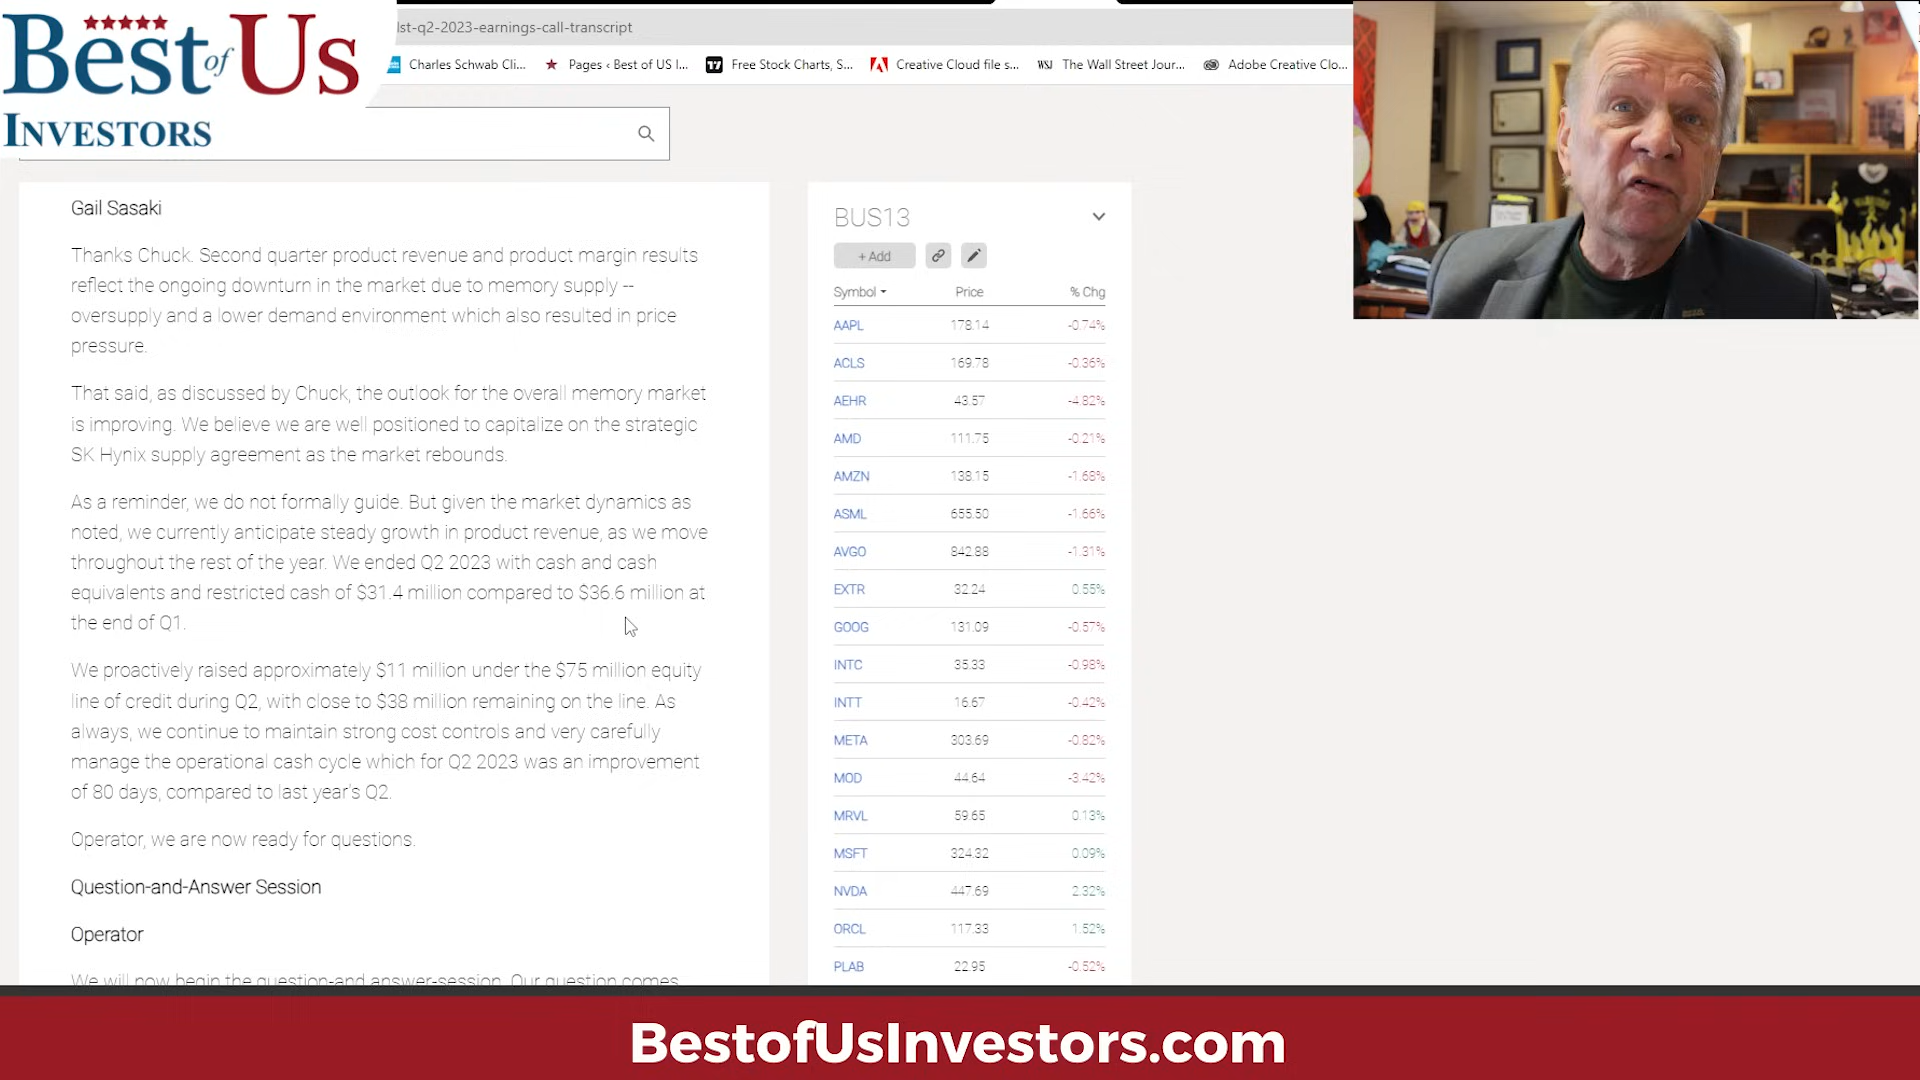 Best of Us
INVESTORS
lst-q2-2023-earnings-call-transcript
Charles Schwab Cli...
Pages ‹ Best of US I...
Free Stock Charts, S...
Creative Cloud file s...
WSJ
The Wall Street Jour...
Adobe Creative Clo...
Gail Sasaki
Thanks Chuck. Second quarter product revenue and product margin results
reflect the ongoing downturn in the market due to memory supply --
oversupply and a lower demand environment which also resulted in price
pressure.
That said, as discussed by Chuck, the outlook for the overall memory market
is improving. We believe we are well positioned to capitalize on the strategic
SK Hynix supply agreement as the market rebounds.
As a reminder, we do not formally guide. But given the market dynamics as
noted, we currently anticipate steady growth in product revenue, as we move
throughout the rest of the year. We ended Q2 2023 with cash and cash
equivalents and restricted cash of $31.4 million compared to $36.6 million at
the end of Q1.
We proactively raised approximately $11 million under the $75 million equity
line of credit during Q2, with close to $38 million remaining on the line. As
always, we continue to maintain strong cost controls and very carefully
manage the operational cash cycle which for Q2 2023 was an improvement
of 80 days, compared to last year's Q2.
Operator, we are now ready for questions.
Question-and-Answer Session
Operator
We will now begin the question-and answer-session. Our question comes
BUS13
+ Add
Symbol Price % Chg
AAPL 178.14 -0.74%
ACLS 169.78 -0.36%
AEHR 43.57 -4.82%
AMD 111.75 -0.21%
AMZN 138.15 -1.68%
ASML 655.50 -1.66%
AVGO 842.88 -1.31%
EXTR 32.24 0.55%
GOOG 131.09 -0.57%
INTC 35.33 -0.98%
INTT 16.67 -0.42%
META 303.69 -0.82%
MOD 44.64 -3.42%
MRVL 59.65 0.13%
MSFT 324.32 0.09%
NVDA 447.69 2.32%
ORCL 117.33 1.52%
PLAB 22.95 -0.52%
BestofUsInvestors.com